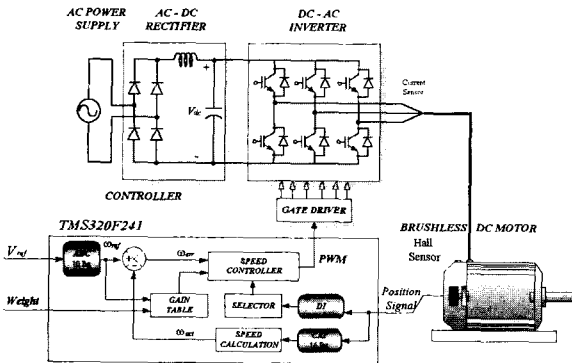 AC POWER
SUPPLY
AC - DC
RECTIFIER
DC - AC
INVERTER
Current
Sensor
+
Vdc
-
CONTROLLER
GATE DRIVER
TMS320F241
BRUSHLESS DC MOTOR
Hall
Sensor
Vref
ADC
ωref
ωerr
SPEED
CONTROLLER
PWM
Weight
GAIN
TABLE
SELECTOR
DI
Position
Signal
ωact
SPEED
CALCULATION